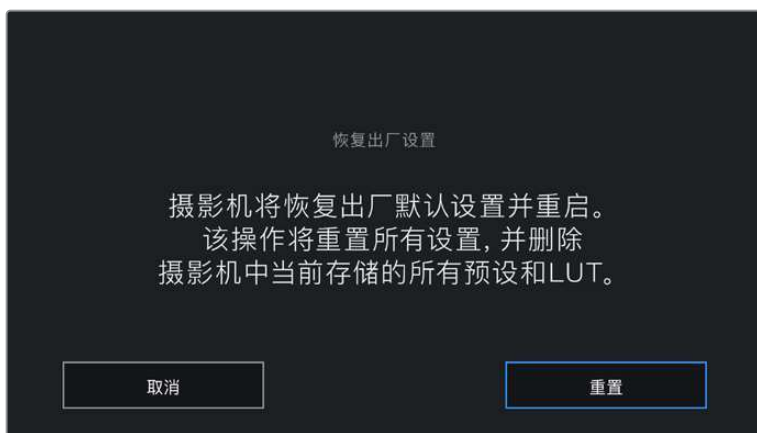 恢复出厂设置
摄影机将恢复出厂默认设置并重启。
该操作将重置所有设置,并删除
摄影机中当前存储的所有预设和LUT。
取消
重置